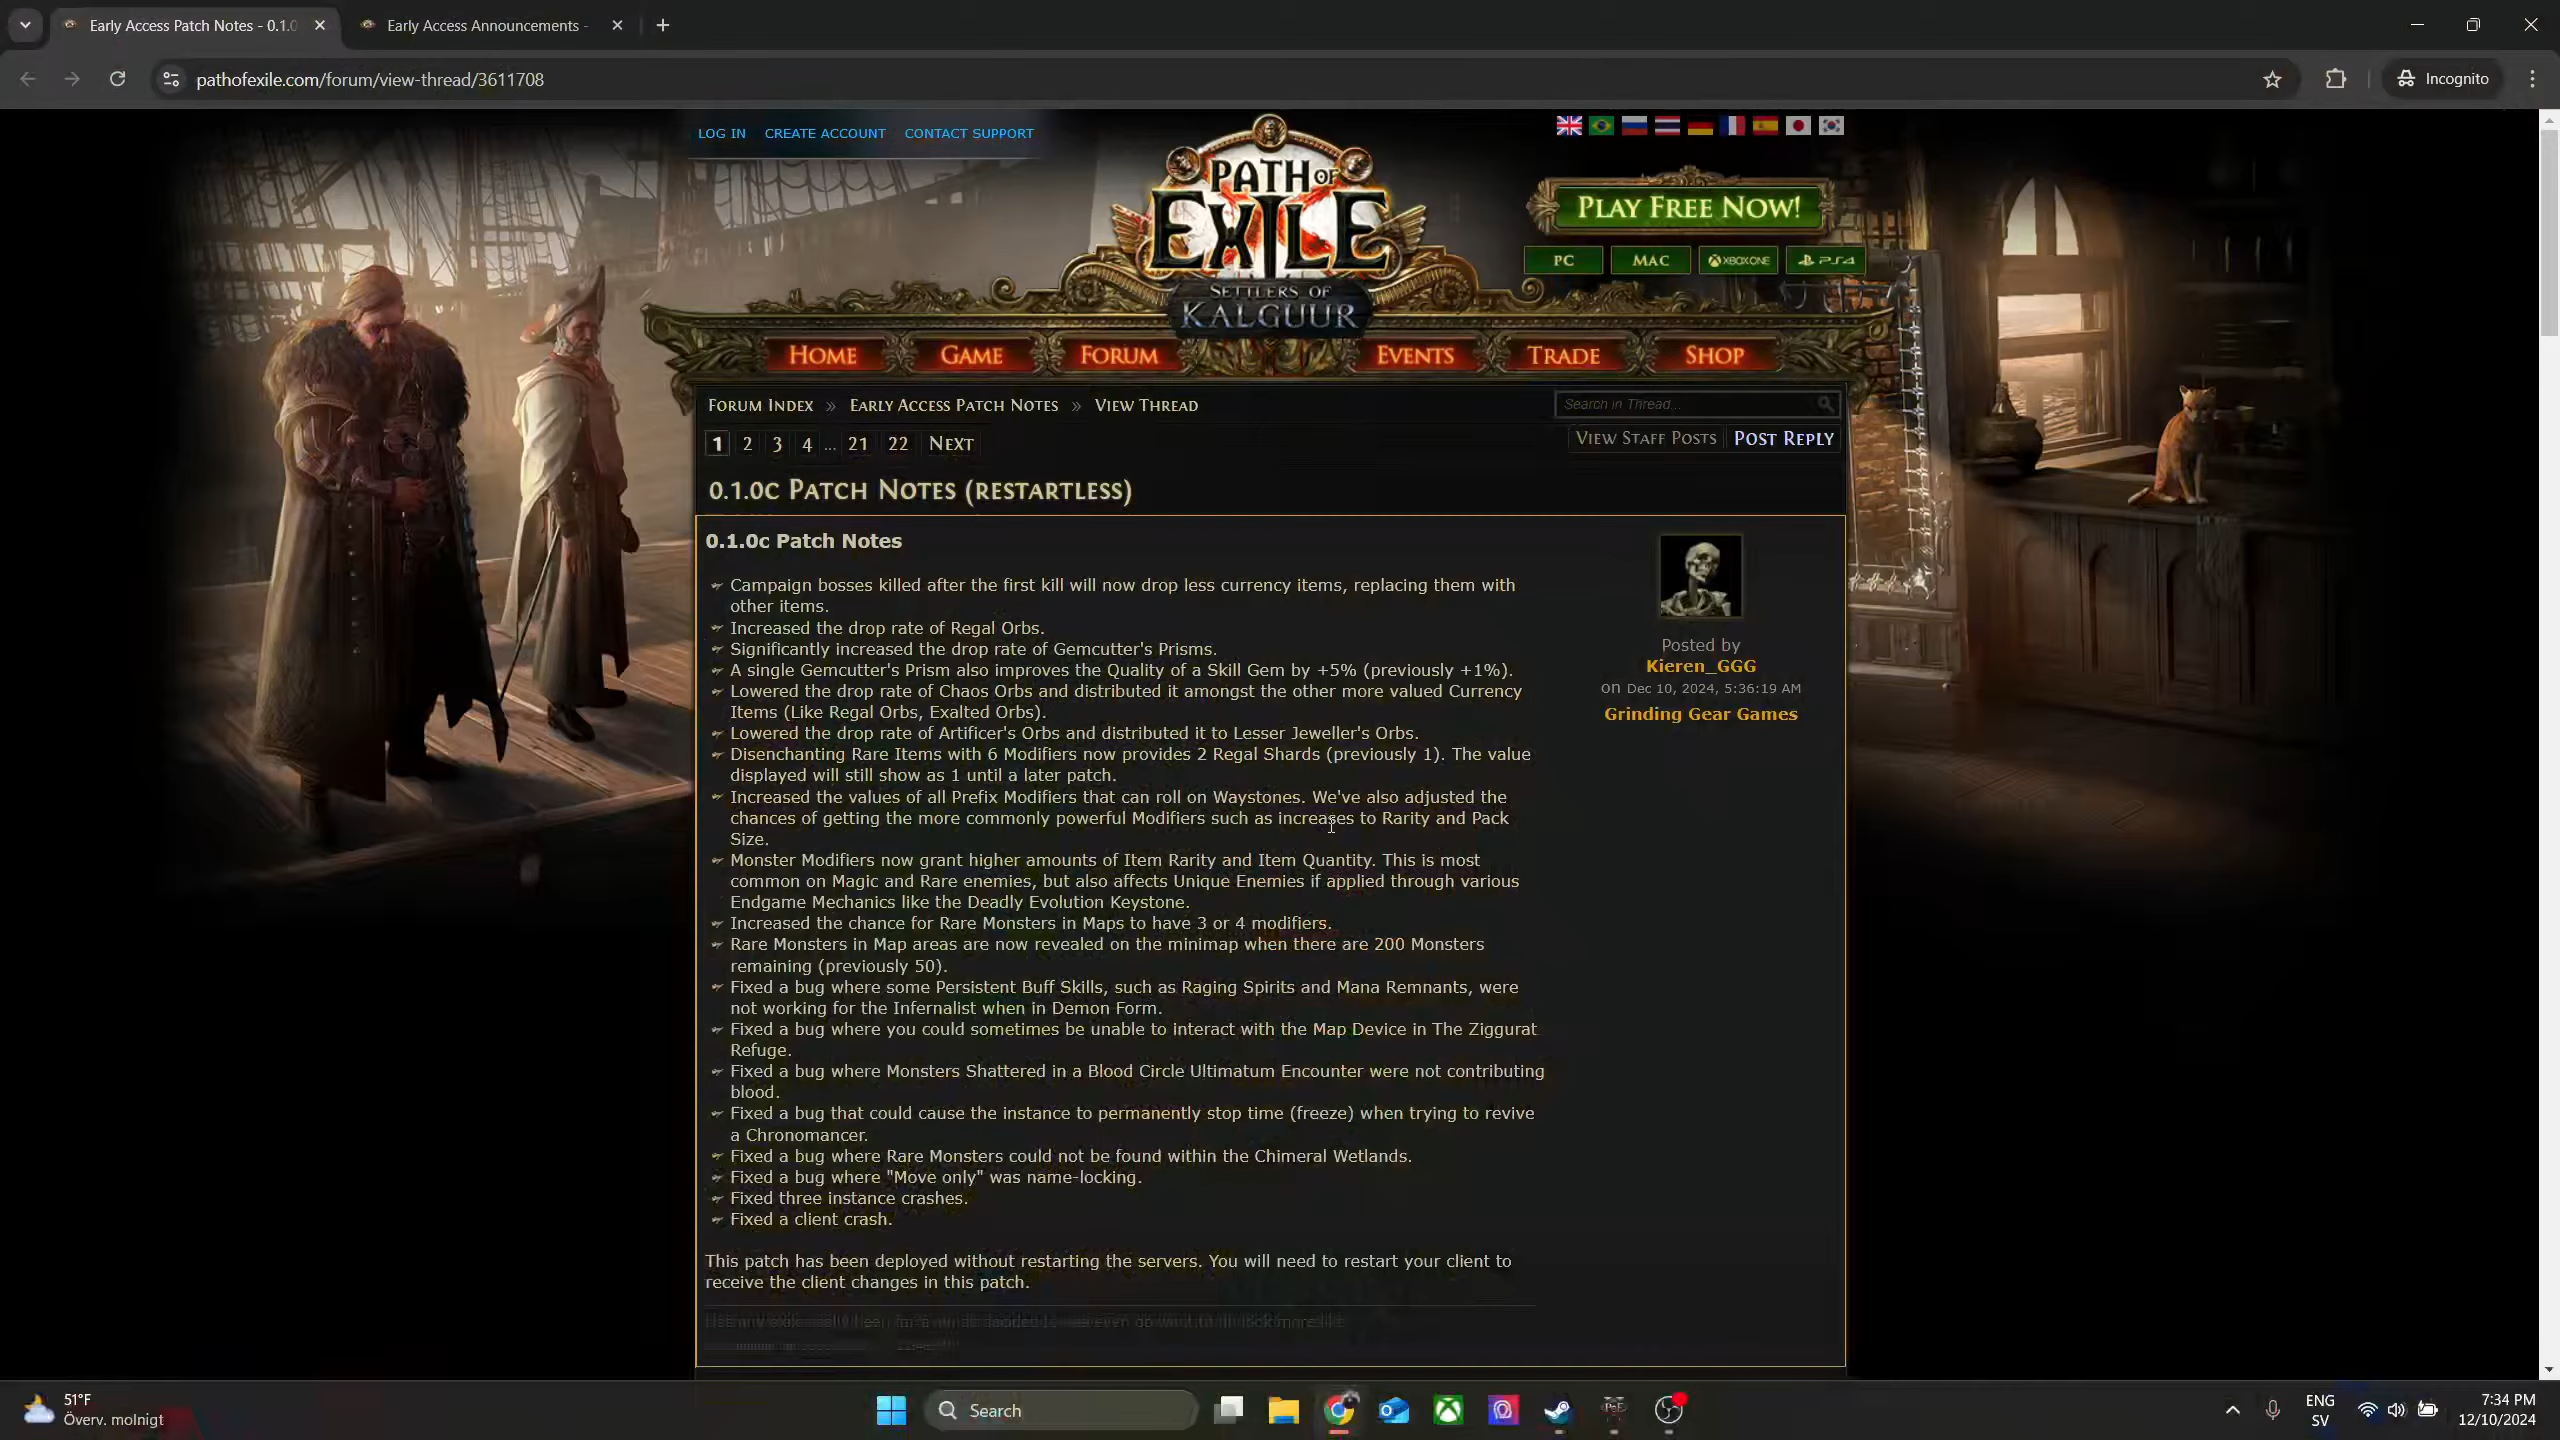 Early Access Patch Notes - 0.1.0
Early Access Announcements -
pathofexile.com/forum/view-thread/3611708
Incognito
LOG IN CREATE ACCOUNT CONTACT SUPPORT
PATH OF EXILE
SETTLERS OF KALGUUR
PLAY FREE NOW!
PC MAC XBOX ONE PS4
HOME GAME FORUM EVENTS TRADE SHOP
FORUM INDEX » EARLY ACCESS PATCH NOTES » VIEW THREAD
Search in Thread...
1 2 3 4 ... 21 22 NEXT
VIEW STAFF POSTS POST REPLY
0.1.0C PATCH NOTES (RESTARTLESS)
0.1.0c Patch Notes
Campaign bosses killed after the first kill will now drop less currency items, replacing them with
other items.
Increased the drop rate of Regal Orbs.
Significantly increased the drop rate of Gemcutter's Prisms.
A single Gemcutter's Prism also improves the Quality of a Skill Gem by +5% (previously +1%).
Lowered the drop rate of Chaos Orbs and distributed it amongst the other more valued Currency
Items (Like Regal Orbs, Exalted Orbs).
Lowered the drop rate of Artificer's Orbs and distributed it to Lesser Jeweller's Orbs.
Disenchanting Rare Items with 6 Modifiers now provides 2 Regal Shards (previously 1). The value
displayed will still show as 1 until a later patch.
Increased the values of all Prefix Modifiers that can roll on Waystones. We've also adjusted the
chances of getting the more commonly powerful Modifiers such as increases to Rarity and Pack
Size.
Monster Modifiers now grant higher amounts of Item Rarity and Item Quantity. This is most
common on Magic and Rare enemies, but also affects Unique Enemies if applied through various
Endgame Mechanics like the Deadly Evolution Keystone.
Increased the chance for Rare Monsters in Maps to have 3 or 4 modifiers.
Rare Monsters in Map areas are now revealed on the minimap when there are 200 Monsters
remaining (previously 50).
Fixed a bug where some Persistent Buff Skills, such as Raging Spirits and Mana Remnants, were
not working for the Infernalist when in Demon Form.
Fixed a bug where you could sometimes be unable to interact with the Map Device in The Ziggurat
Refuge.
Fixed a bug where Monsters Shattered in a Blood Circle Ultimatum Encounter were not contributing
blood.
Fixed a bug that could cause the instance to permanently stop time (freeze) when trying to revive
a Chronomancer.
Fixed a bug where Rare Monsters could not be found within the Chimeral Wetlands.
Fixed a bug where "Move only" was name-locking.
Fixed three instance crashes.
Fixed a client crash.
This patch has been deployed without restarting the servers. You will need to restart your client to
receive the client changes in this patch.
Posted by
Kieren_GGG
on Dec 10, 2024, 5:36:19 AM
Grinding Gear Games
51°F
Överv. molnigt
Search
ENG
SV
7:34 PM
12/10/2024